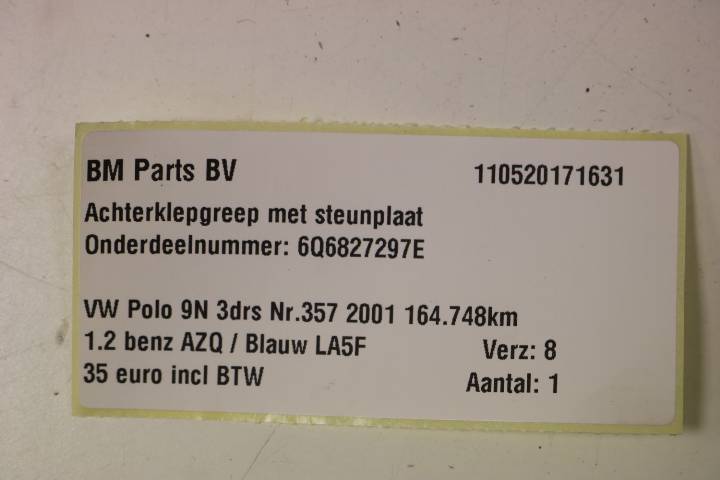 BM Parts BV 110520171631
Achterklepgreep met steunplaat
Onderdeelnummer: 6Q6827297E
VW Polo 9N 3drs Nr.357 2001 164.748km
1.2 benz AZQ / Blauw LA5F Verz: 8
35 euro incl BTW Aantal: 1